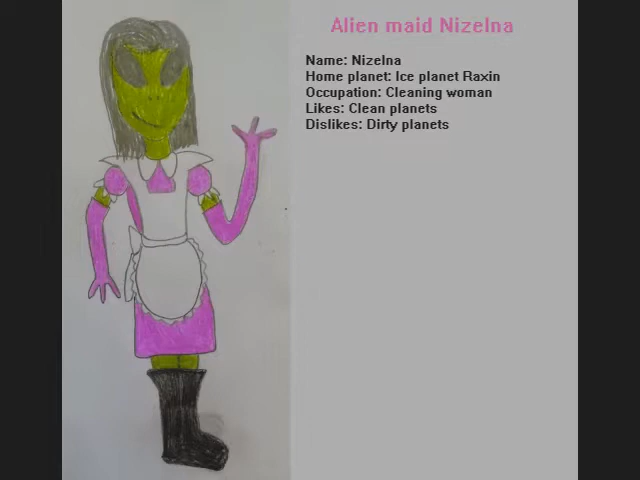 Alien maid Nizelna
Name: Nizelna
Home planet: Ice planet Raxin
Occupation: Cleaning woman
Likes: Clean planets
Dislikes: Dirty planets